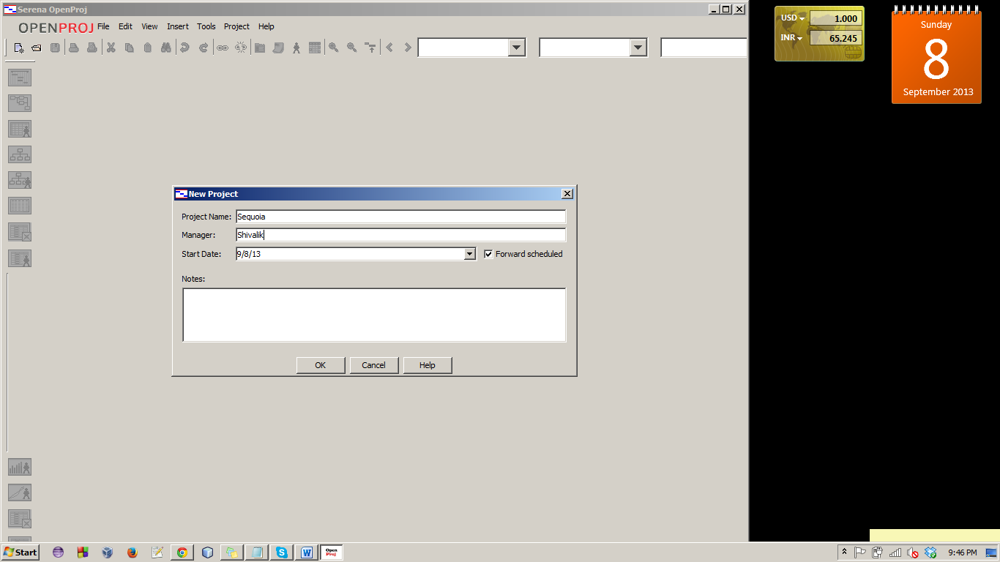 Serena OpenProj
OPENPROJ File Edit View Insert Tools Project Help
USD 1.000
INR 65.245
Sunday
8
September 2013
New Project
Project Name: Sequoia
Manager: Shivalik
Start Date: 9/8/13 Forward scheduled
Notes:
OK Cancel Help
Start Open Proj 9:46 PM